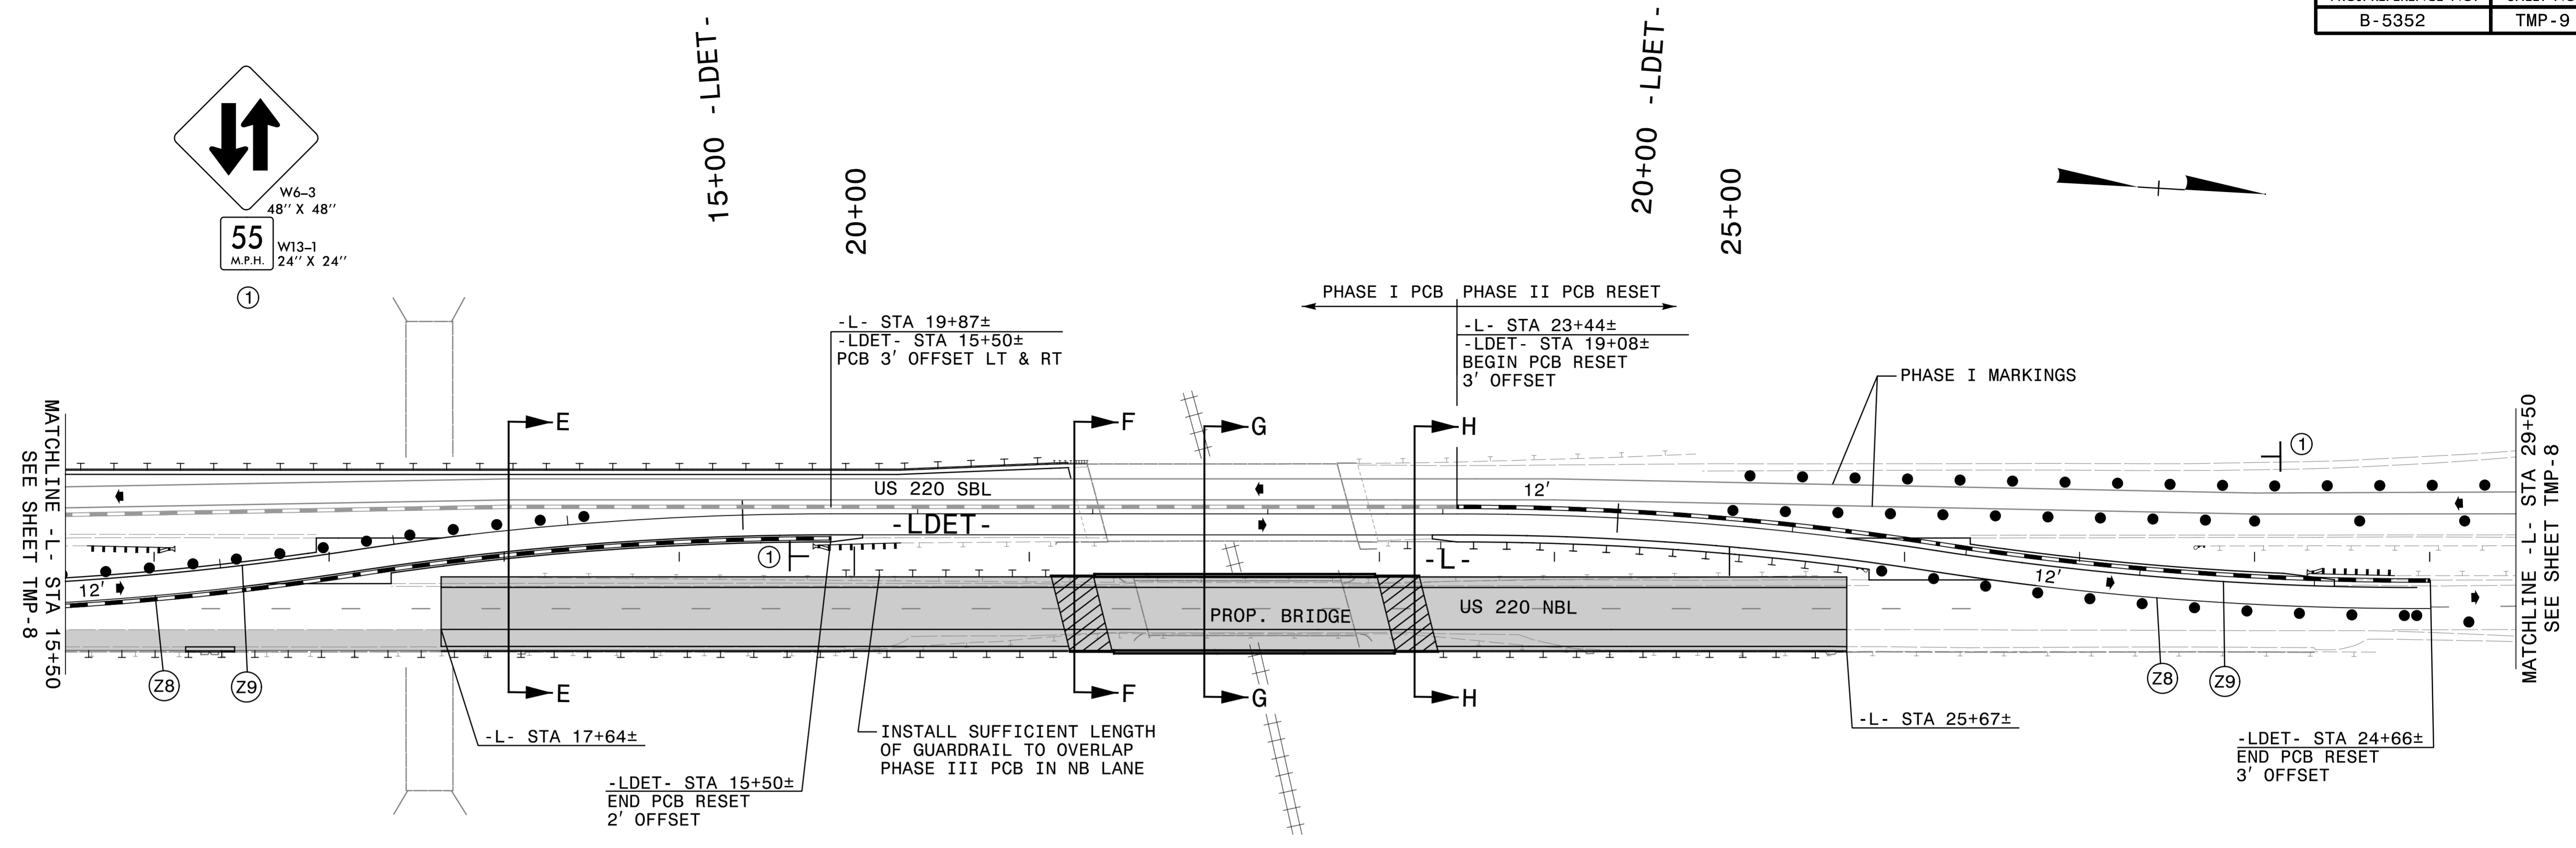 B-5352
TMP-9
W6-3
48" X 48"
55
M.P.H.
W13-1
24" X 24"
1
15+00 -LDET-
20+00
20+00 -LDET-
25+00
-L- STA 19+87±
-LDET- STA 15+50±
PCB 3' OFFSET LT & RT
PHASE I PCB
PHASE II PCB RESET
-L- STA 23+44±
-LDET- STA 19+08±
BEGIN PCB RESET
3' OFFSET
PHASE I MARKINGS
MATCHLINE -L- STA 15+50
SEE SHEET TMP-8
E
F
G
H
1
US 220 SBL
12'
-LDET-
1
-L-
12'
12'
PROP. BRIDGE
US 220 NBL
Z8
Z9
E
F
G
H
Z8
Z9
MATCHLINE -L- STA 29+50
SEE SHEET TMP-8
-L- STA 17+64±
INSTALL SUFFICIENT LENGTH
OF GUARDRAIL TO OVERLAP
PHASE III PCB IN NB LANE
-L- STA 25+67±
-LDET- STA 24+66±
END PCB RESET
3' OFFSET
-LDET- STA 15+50±
END PCB RESET
2' OFFSET